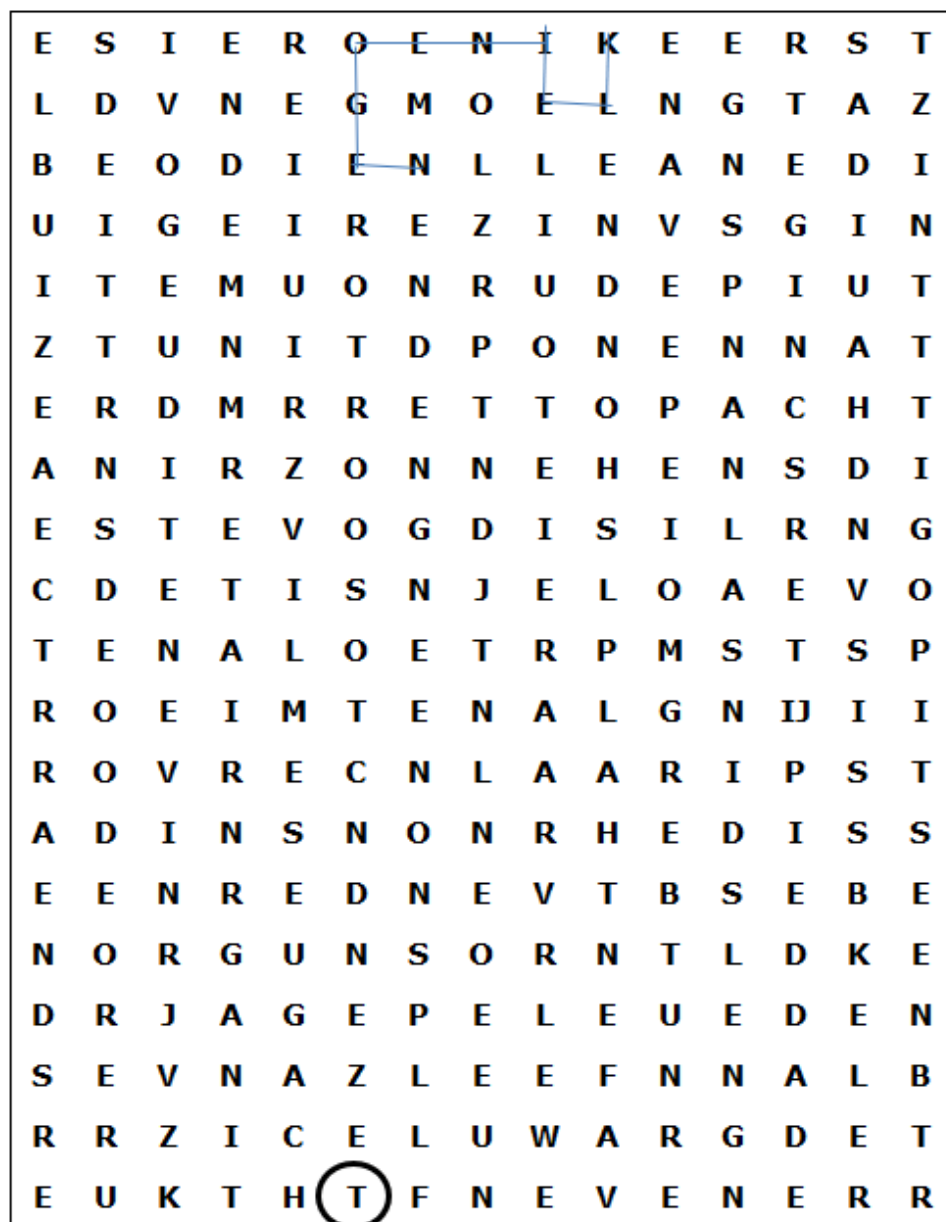 E S I E R O E N I K E E R S T
L D V N E G M O E L N G T A Z
B E O D I E N L L E A N E D I
U I G E I R E Z I N V S G I N
I T E M U O N R U D E P I U T
Z T U N I T D P O N E N N A T
E R D M R R E T T O P A C H T
A N I R Z O N N E H E N S D I
E S T E V O G D I S I L R N G
C D E T I S N J E L O A E V O
T E N A L O E T R P M S T S P
R O E I M T E N A L G N IJ I I
R O V R E C N L A A R I P S T
A D I N S N O N R H E D I S S
E E N R E D N E V T B S E B E
N O R G U N S O R N T L D K E
D R J A G E P E L E U E D E N
S E V N A Z L E E F N N A L B
R R Z I C E L U W A R G D E T
E U K T H T F N E V E N E R R